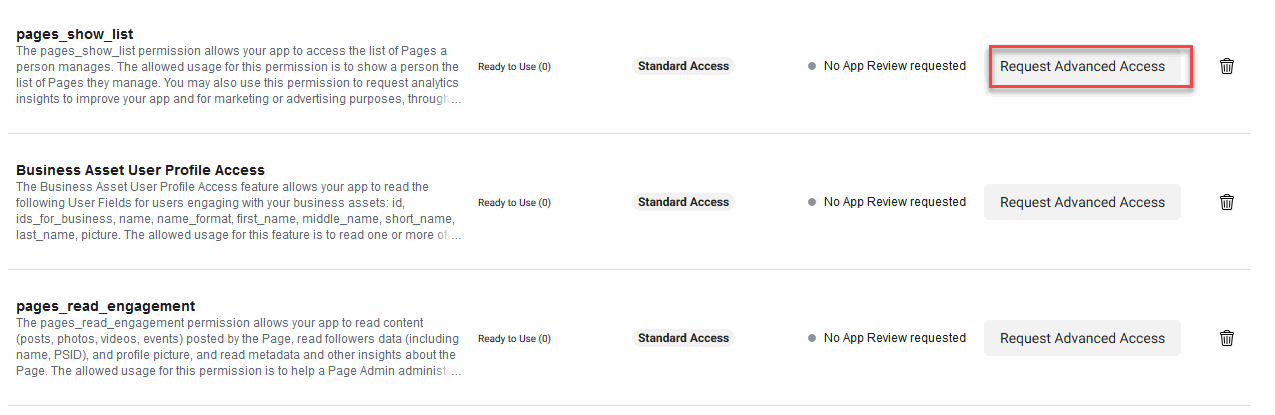 pages_show_list
The pages_show_list permission allows your app to access the list of Pages a
person manages. The allowed usage for this permission is to show a person the
list of Pages they manage. You may also use this permission to request analytics
insights to improve your app and for marketing or advertising purposes, through...
Ready to Use (0)
Standard Access
No App Review requested
Request Advanced Access
Business Asset User Profile Access
The Business Asset User Profile Access feature allows your app to read the
following User Fields for users engaging with your business assets: id,
ids_for_business, name, name_format, first_name, middle_name, short_name,
last_name, picture. The allowed usage for this feature is to read one or more of ...
Ready to Use (0)
Standard Access
No App Review requested
Request Advanced Access
pages_read_engagement
The pages_read_engagement permission allows your app to read content
(posts, photos, videos, events) posted by the Page, read followers data (including
name, PSID), and profile picture, and read metadata and other insights about the
Page. The allowed usage for this permission is to help a Page Admin administe...
Ready to Use (0)
Standard Access
No App Review requested
Request Advanced Access